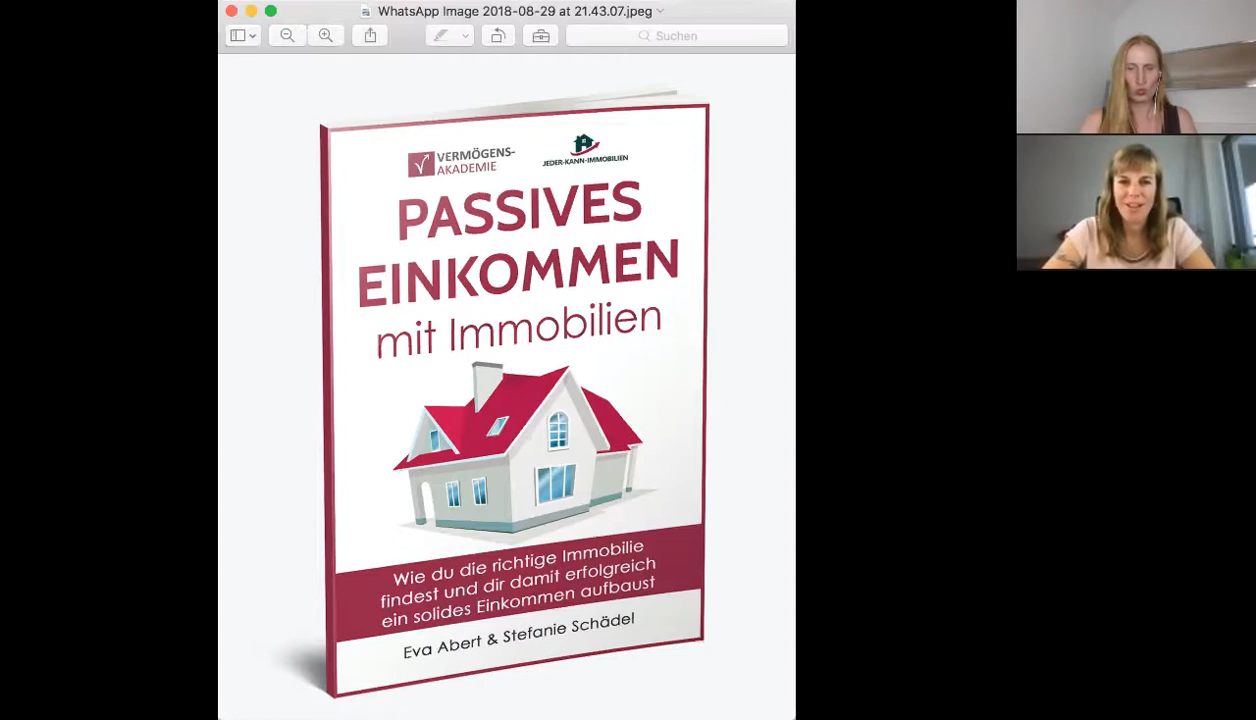 WhatsApp Image 2018-08-29 at 21.43.07.jpeg
Suchen
VERMÖGENS-
AKADEMIE
JEDER-KANN-IMMOBILIEN
PASSIVES
EINKOMMEN
mit Immobilien
Wie du die richtige Immobilie
findest und dir damit erfolgreich
ein solides Einkommen aufbaust
Eva Abert & Stefanie Schädel